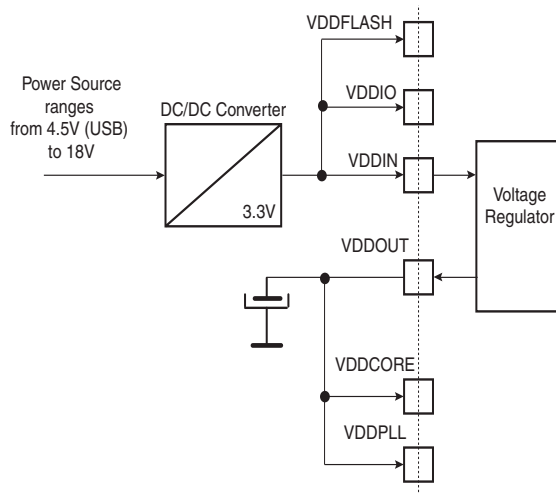 VDDFLASH
Power Source
ranges
from 4.5V (USB)
to 18V
DC/DC Converter
VDDIO
VDDIN
3.3V
Voltage
Regulator
VDDOUT
VDDCORE
VDDPLL